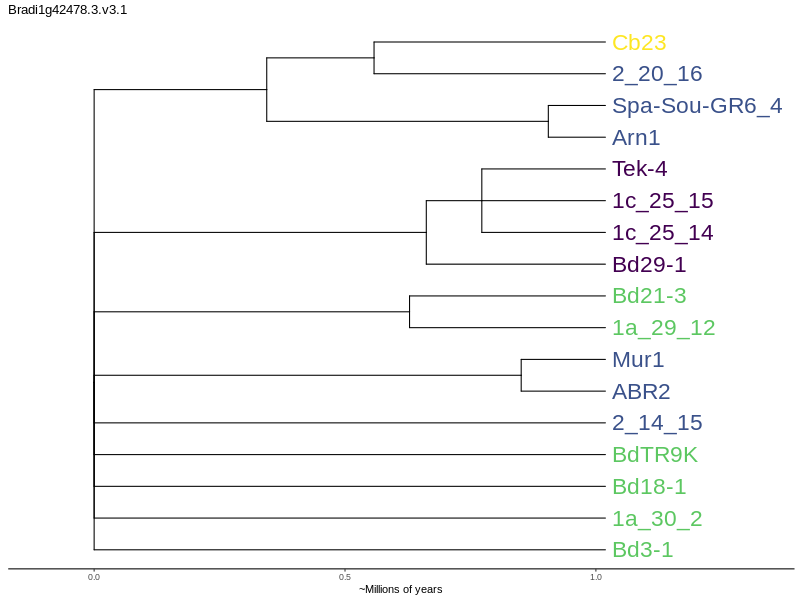 Bradi1g42478.3.v3.1
Cb23
2_20_16
Spa-Sou-GR6_4
Arn1
Tek-4
1c_25_15
1c_25_14
Bd29-1
Bd21-3
1a_29_12
Mur1
ABR2
2_14_15
BdTR9K
Bd18-1
1a_30_2
Bd3-1
0.0 0.5 1.0
~Millions of years